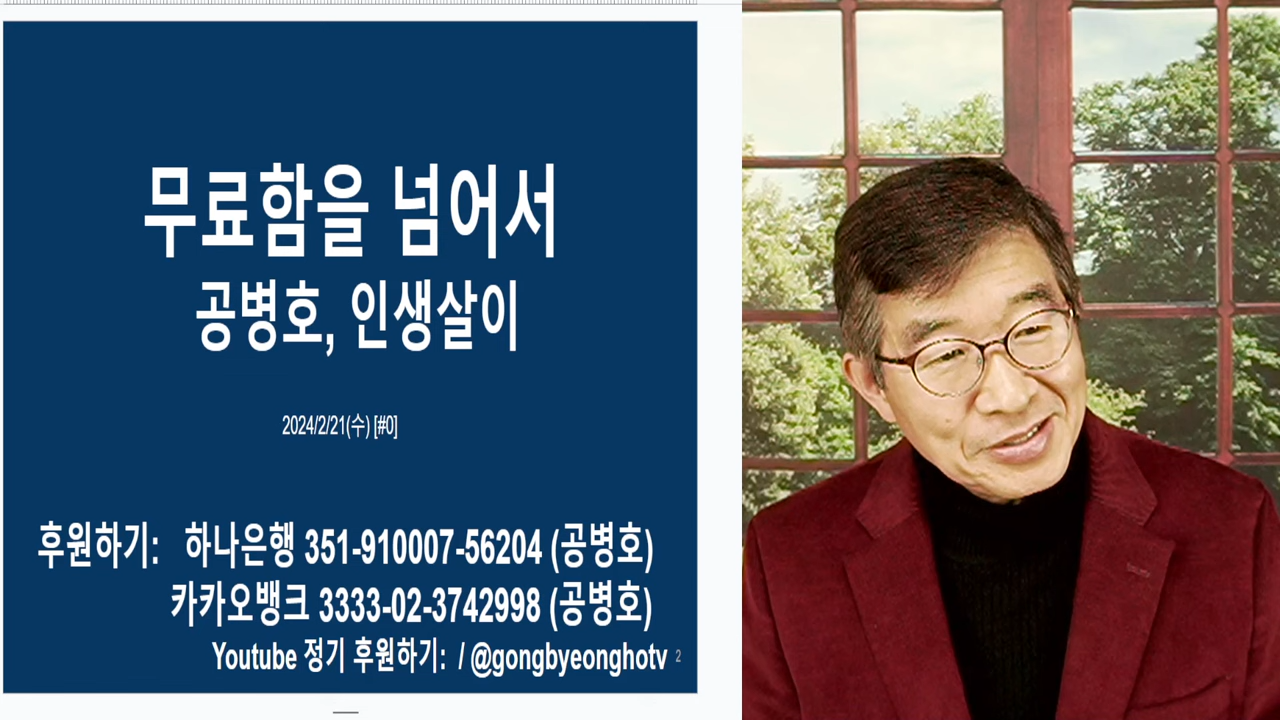 무료함을 넘어서
공병호, 인생살이
2024/2/21(수) [#0]
후원하기: 하나은행 351-910007-56204 (공병호)
카카오뱅크 3333-02-3742998 (공병호)
Youtube 정기 후원하기: / @gongbyeonghotv 2